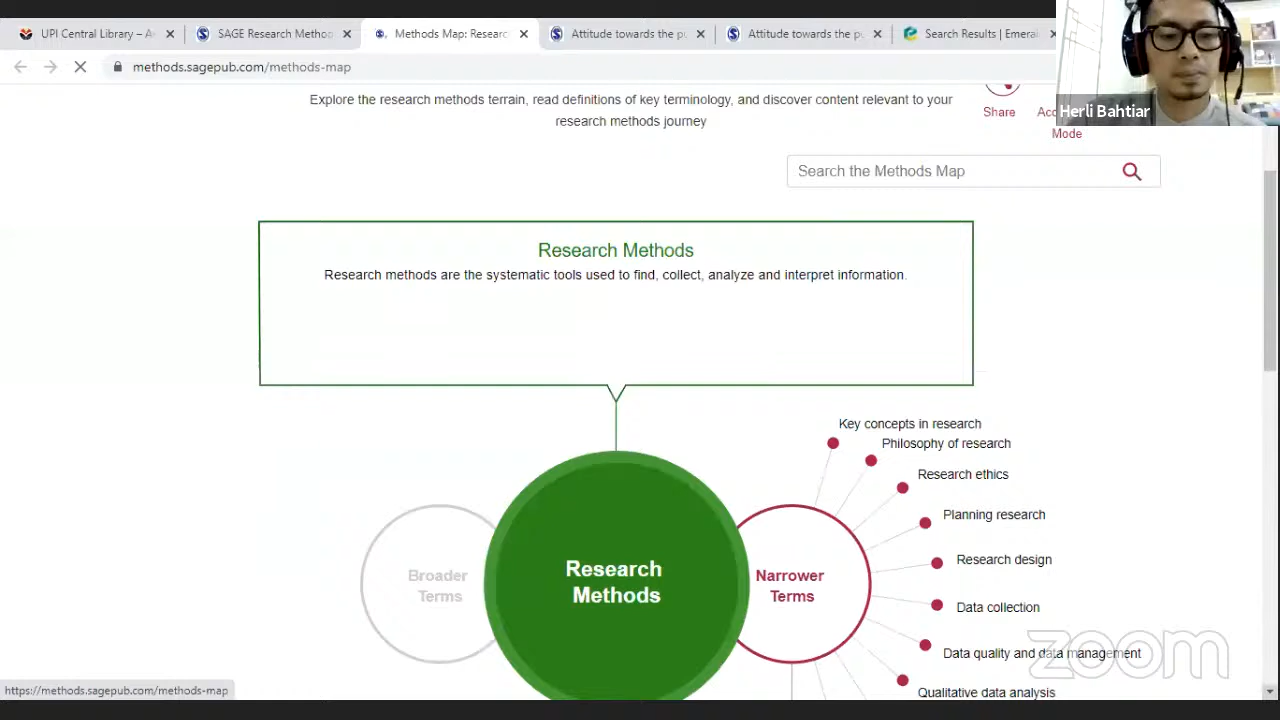 UPI Central Library – A
SAGE Research Method
Methods Map: Resear
Attitude towards the pu
Attitude towards the pu
Search Results | Emeral
methods.sagepub.com/methods-map
Herli Bahtiar
Explore the research methods terrain, read definitions of key terminology, and discover content relevant to your
research methods journey
Share
Mode
Search the Methods Map
Research Methods
Research methods are the systematic tools used to find, collect, analyze and interpret information.
Broader
Terms
Research
Methods
Narrower
Terms
Key concepts in research
Philosophy of research
Research ethics
Planning research
Research design
Data collection
Data quality and data management
Qualitative data analysis
zoom
https://methods.sagepub.com/methods-map